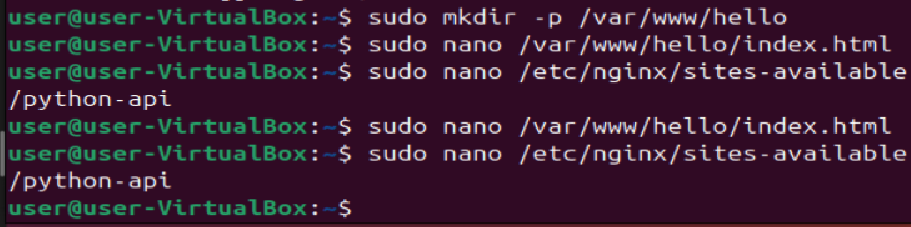 user@user-VirtualBox:~$ sudo mkdir -p /var/www/hello
user@user-VirtualBox:~$ sudo nano /var/www/hello/index.html
user@user-VirtualBox:~$ sudo nano /etc/nginx/sites-available
/python-api
user@user-VirtualBox:~$ sudo nano /var/www/hello/index.html
user@user-VirtualBox:~$ sudo nano /etc/nginx/sites-available
/python-api
user@user-VirtualBox:~$